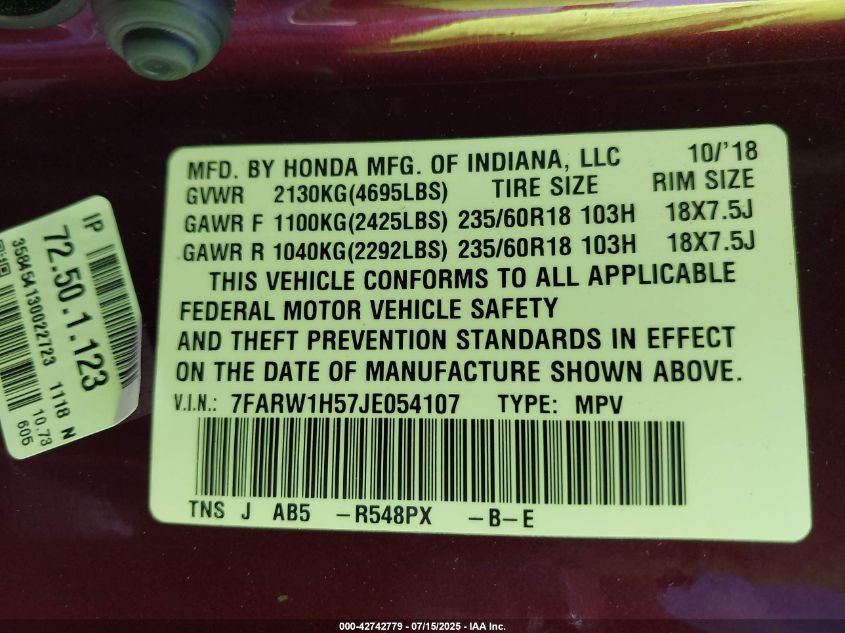 MFD. BY HONDA MFG. OF INDIANA, LLC 10/'18
GVWR 2130KG(4695LBS) TIRE SIZE RIM SIZE
GAWR F 1100KG(2425LBS) 235/60R18 103H 18X7.5J
GAWR R 1040KG(2292LBS) 235/60R18 103H 18X7.5J
THIS VEHICLE CONFORMS TO ALL APPLICABLE
FEDERAL MOTOR VEHICLE SAFETY
AND THEFT PREVENTION STANDARDS IN EFFECT
ON THE DATE OF MANUFACTURE SHOWN ABOVE.
V.I.N.: 7FARW1H57JE054107 TYPE: MPV
TNS J AB5 -R548PX -B-E
IP
72.50.1.123
358454130022723 1118 N
10.73
605
000-42742779 - 07/15/2025 - IAA Inc.